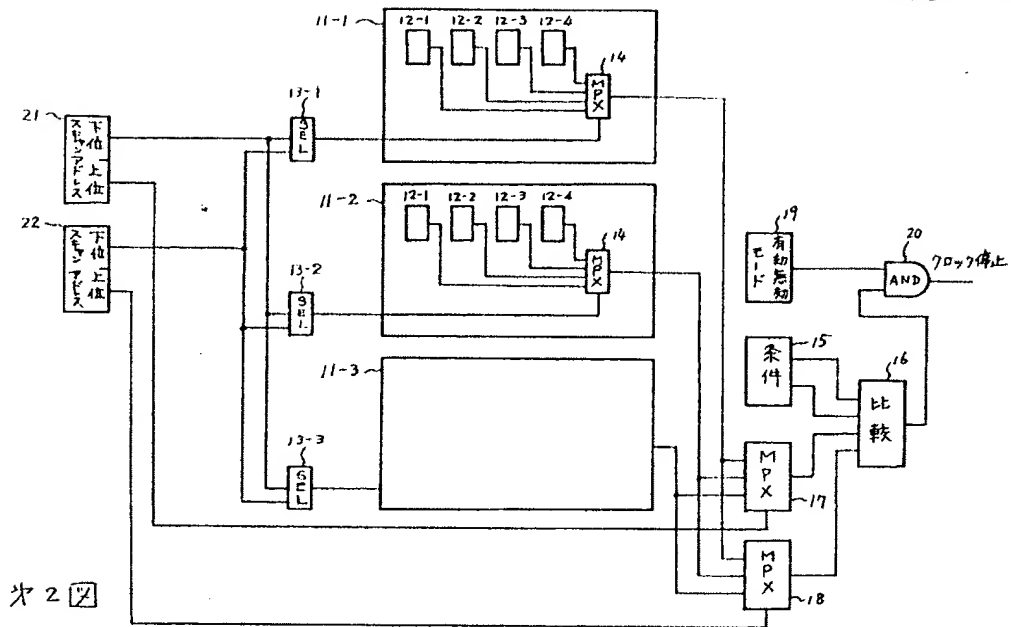 11-1
12-1
12-2
12-3
12-4
14
MPX
21
スキャンアドレス
下位
上位
13-1
SEL
22
スキャンアドレス
下位
上位
11-2
12-1
12-2
12-3
12-4
14
MPX
13-2
SEL
19
有効無効
モード
20
AND
クロック停止
15
条件
16
比較
11-3
13-3
SEL
MPX
17
MPX
18
第2図